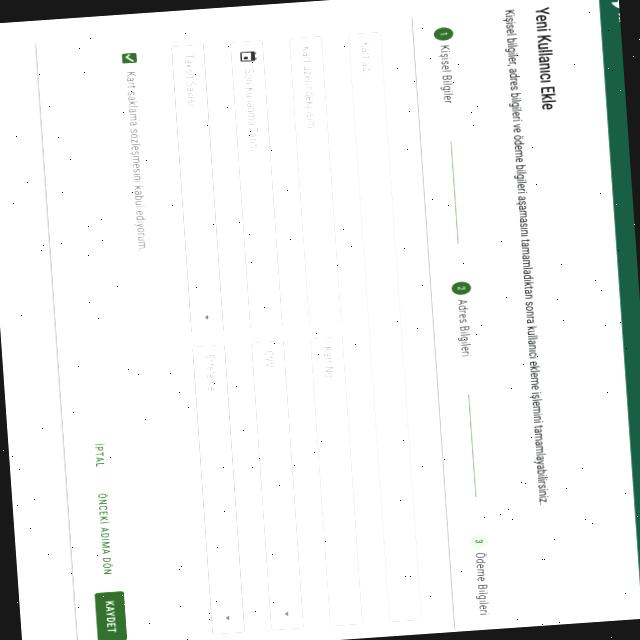 Yeni Kullanıcı Ekle
Kişisel bilgiler, adres bilgileri ve ödeme bilgileri aşamasını tamamladıktan sonra kullanıcı ekleme işlemini tamamlayabilirsiniz.
1 Kişisel Bilgiler
2 Adres Bilgileri
3 Ödeme Bilgileri
Kart Adı
Kart Üzerindeki İsim
Kart No
Son Kullanma Tarihi
CVV
Taksit Sayısı
Kart saklama sözleşmesini kabul ediyorum.
İPTAL
ÖNCEKİ ADIMA DÖN
KAYDET